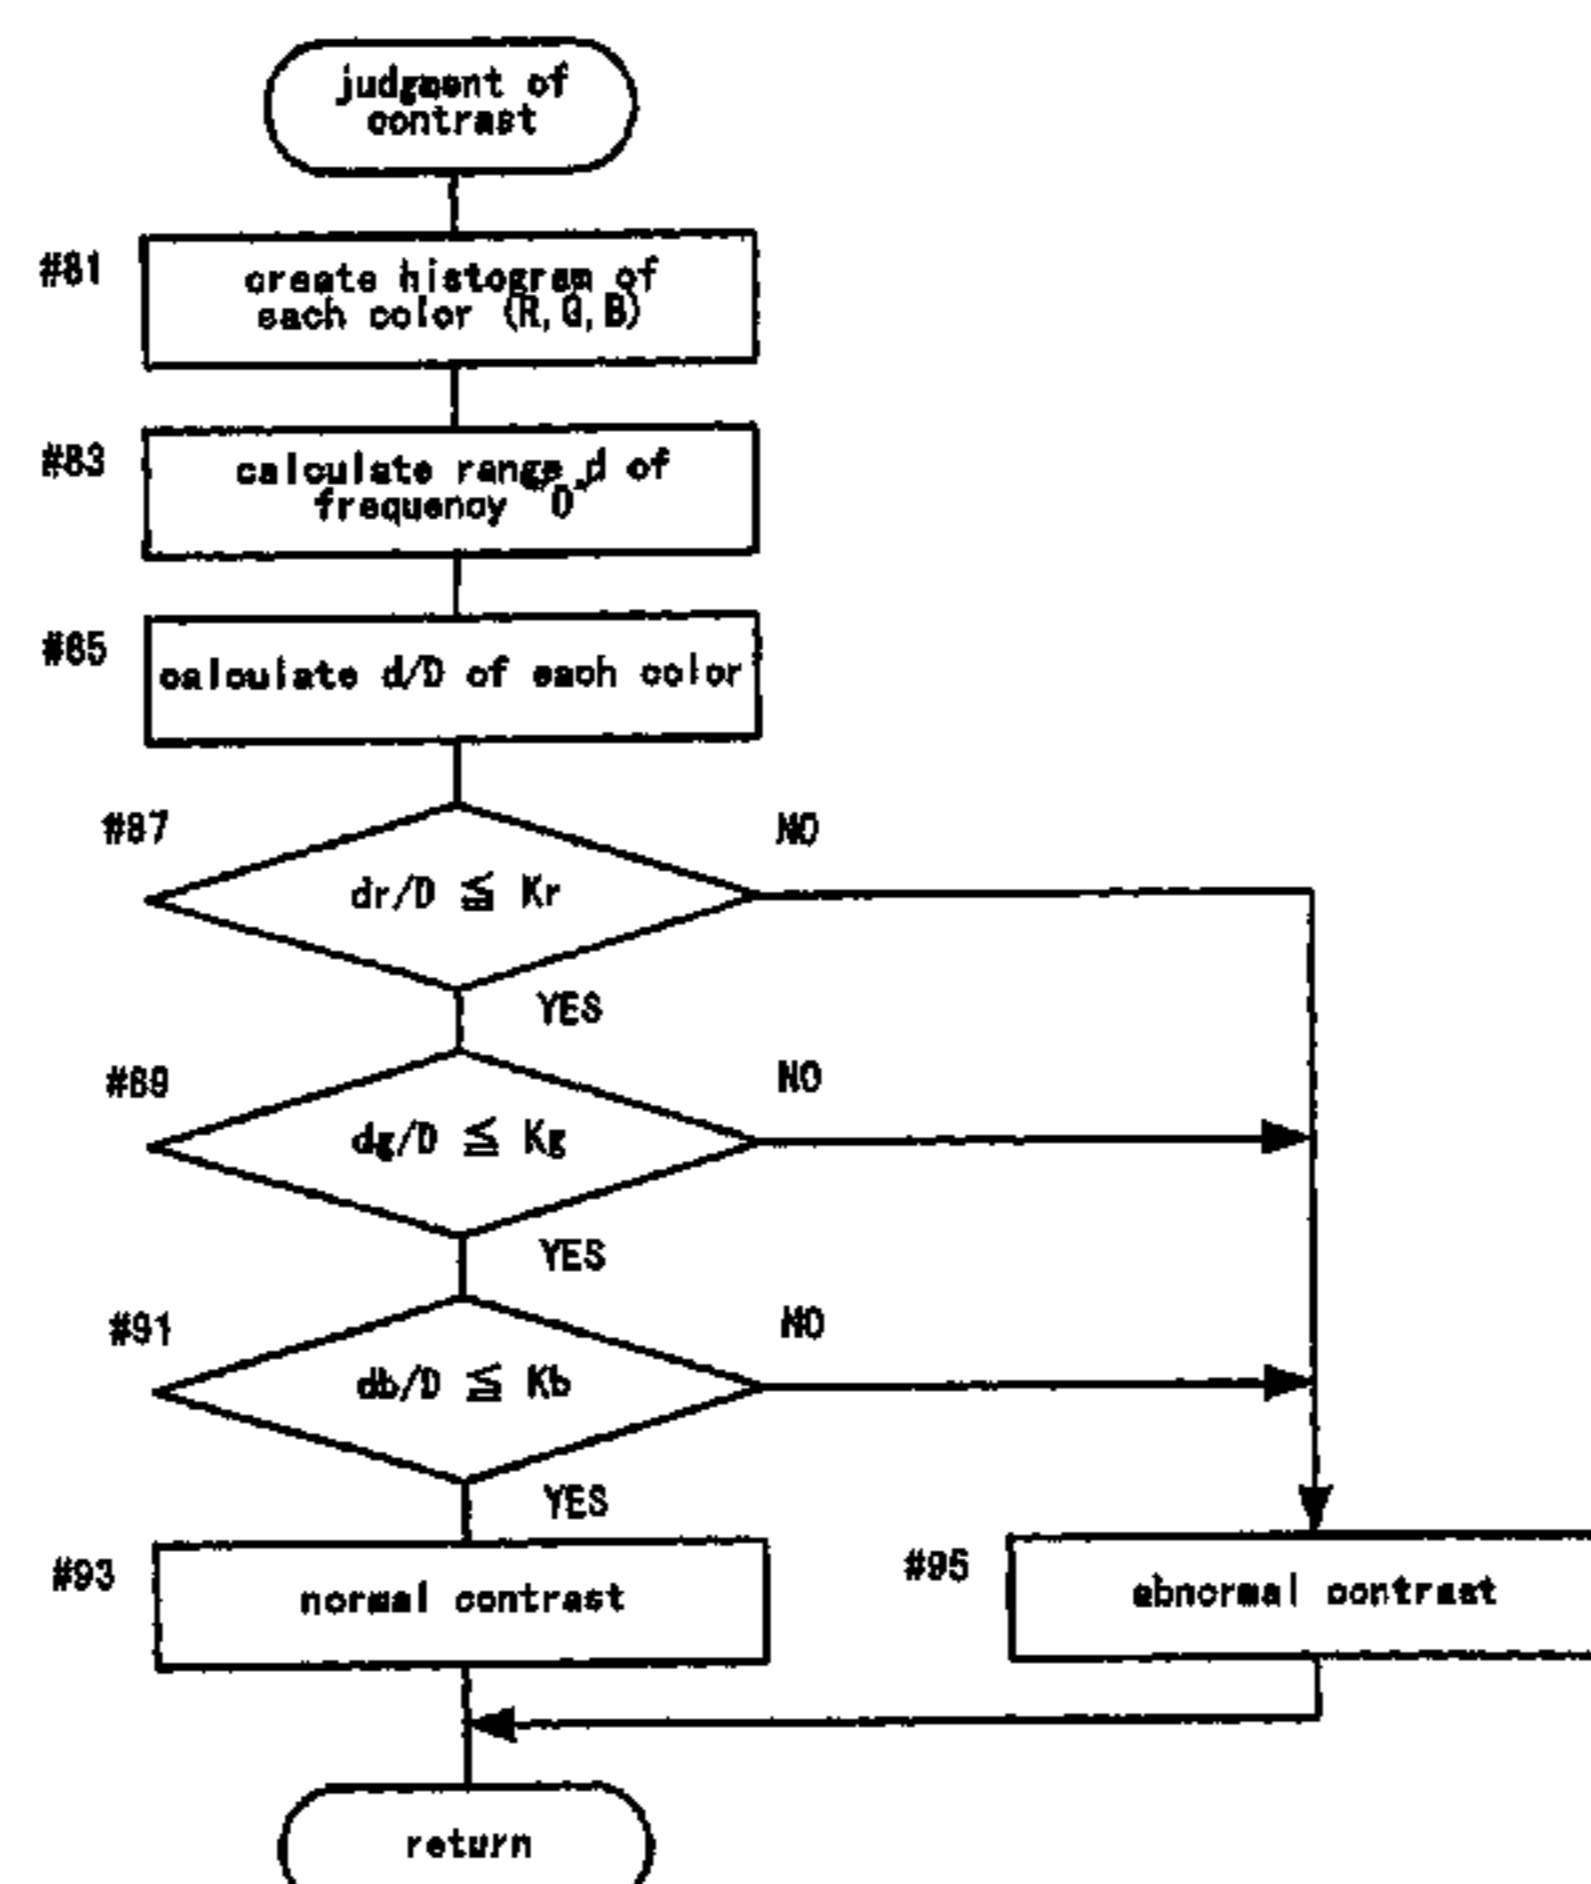 judgment of
contrast
#81
create histogram of
each color (R,G,B)
#83
calculate range d of
frequency "0"
#85
calculate d/D of each color
#87
NO
dr/D ≦ Kr
YES
#89
NO
dg/D ≦ Kg
YES
#91
NO
db/D ≦ Kb
YES
#93
normal contrast
#95
abnormal contrast
return